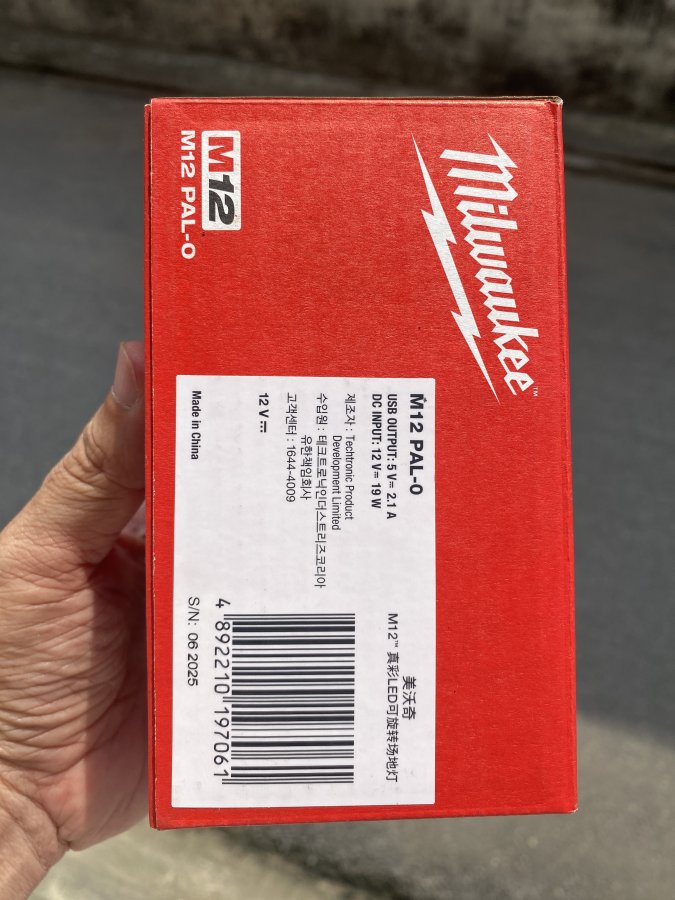 Milwaukee™
M12
M12 PAL-O
M12 PAL-O
USB OUTPUT: 5 V⎓ 2.1 A
DC INPUT: 12 V⎓ 19 W
제조자 : Techtronic Product
Development Limited
수입원 : 테크트로닉인더스트리즈코리아
유한책임회사
고객센터 : 1644-4009
12 V ⎓
Made in China
美沃奇
M12™ 真彩LED可旋转场地灯
4 892210 197061
S/N: 06 2025